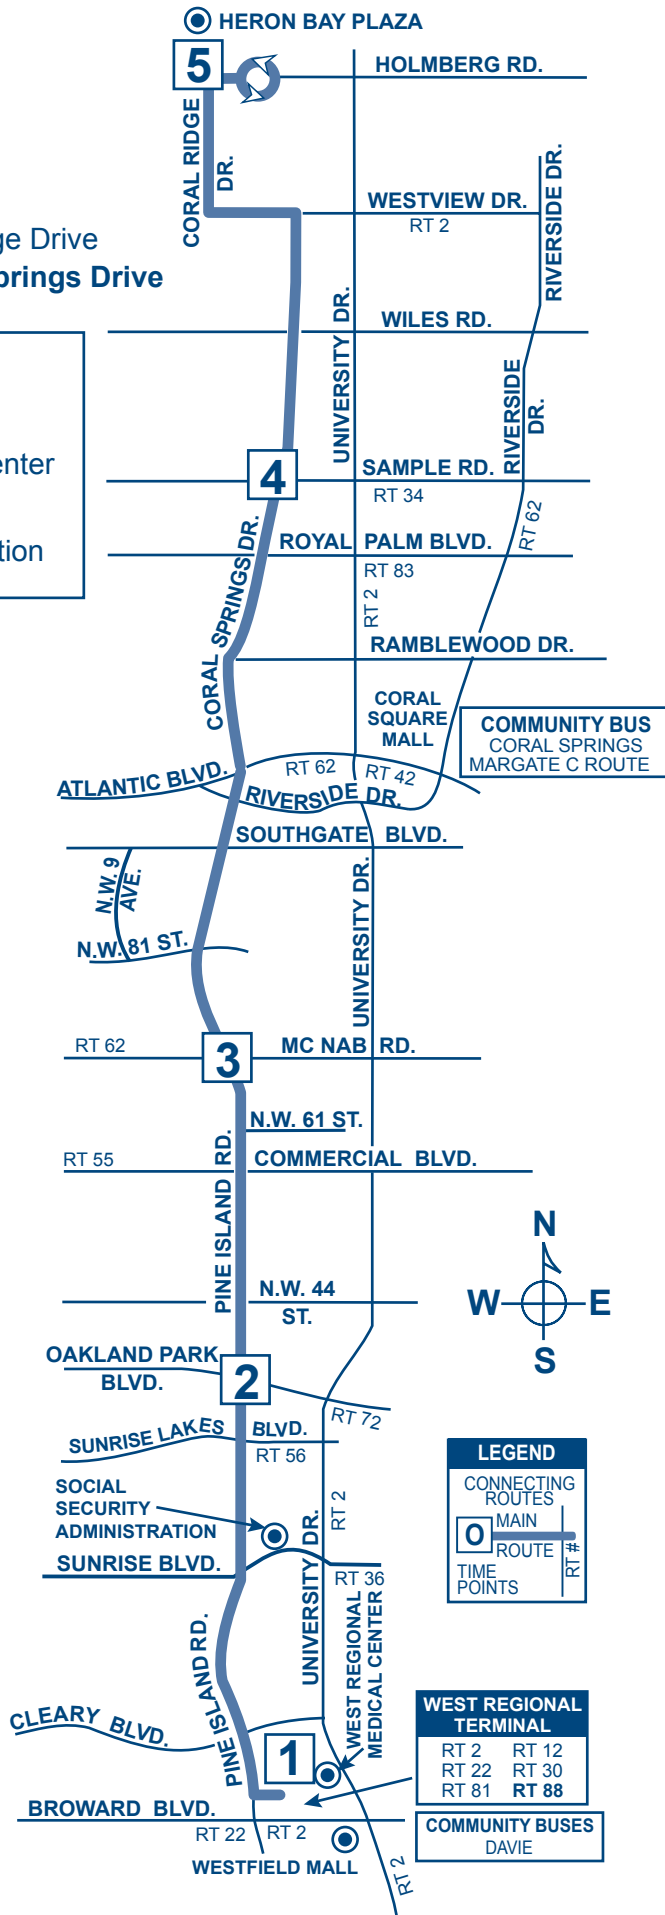 HERON BAY PLAZA
5
HOLMBERG RD.
CORAL RIDGE
DR.
ge Drive
WESTVIEW DR.
RT 2
RIVERSIDE DR.
prings Drive
UNIVERSITY DR.
WILES RD.
RIVERSIDE
DR.
enter
4
SAMPLE RD.
RT 34
RT 62
tion
CORAL SPRINGS DR.
ROYAL PALM BLVD.
RT 83
RT 2
RAMBLEWOOD DR.
CORAL
SQUARE
MALL
COMMUNITY BUS
CORAL SPRINGS
MARGATE C ROUTE
ATLANTIC BLVD.
RT 62
RT 42
RIVERSIDE DR.
SOUTHGATE BLVD.
N.W. 9
AVE.
UNIVERSITY DR.
N.W. 81 ST.
RT 62
3
MC NAB RD.
N.W. 61 ST.
RT 55
COMMERCIAL BLVD.
PINE ISLAND RD.
N
W
E
S
N.W. 44
ST.
OAKLAND PARK
BLVD.
2
RT 72
SUNRISE LAKES BLVD.
RT 56
LEGEND
CONNECTING
ROUTES
O
MAIN
ROUTE
RT #
TIME
POINTS
SOCIAL
SECURITY
ADMINISTRATION
RT 2
UNIVERSITY DR.
SUNRISE BLVD.
RT 36
PINE ISLAND RD.
WEST REGIONAL
MEDICAL CENTER
CLEARY BLVD.
1
WEST REGIONAL
TERMINAL
RT 2 RT 12
RT 22 RT 30
RT 81 RT 88
BROWARD BLVD.
RT 22
RT 2
COMMUNITY BUSES
DAVIE
WESTFIELD MALL
RT 2